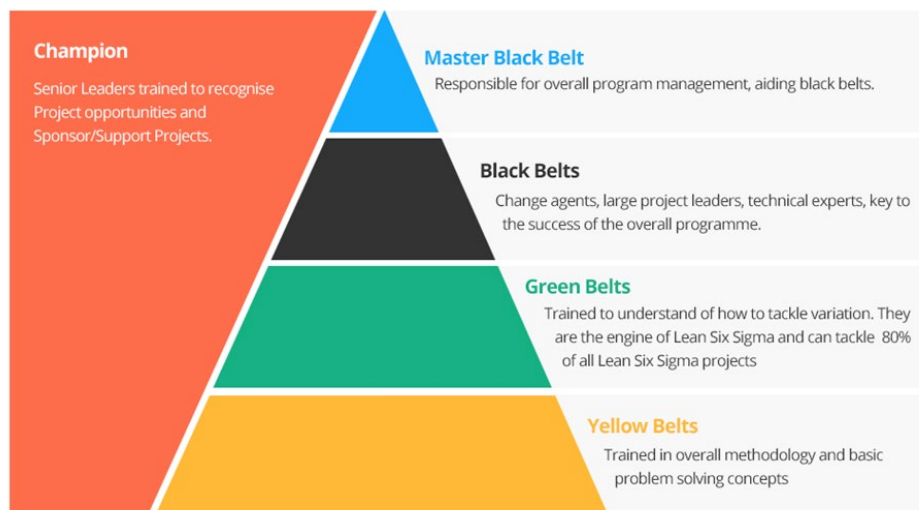 Champion
Senior Leaders trained to recognise
Project opportunities and
Sponsor/Support Projects.
Master Black Belt
Responsible for overall program management, aiding black belts.
Black Belts
Change agents, large project leaders, technical experts, key to
the success of the overall programme.
Green Belts
Trained to understand of how to tackle variation. They
are the engine of Lean Six Sigma and can tackle 80%
of all Lean Six Sigma projects
Yellow Belts
Trained in overall methodology and basic
problem solving concepts